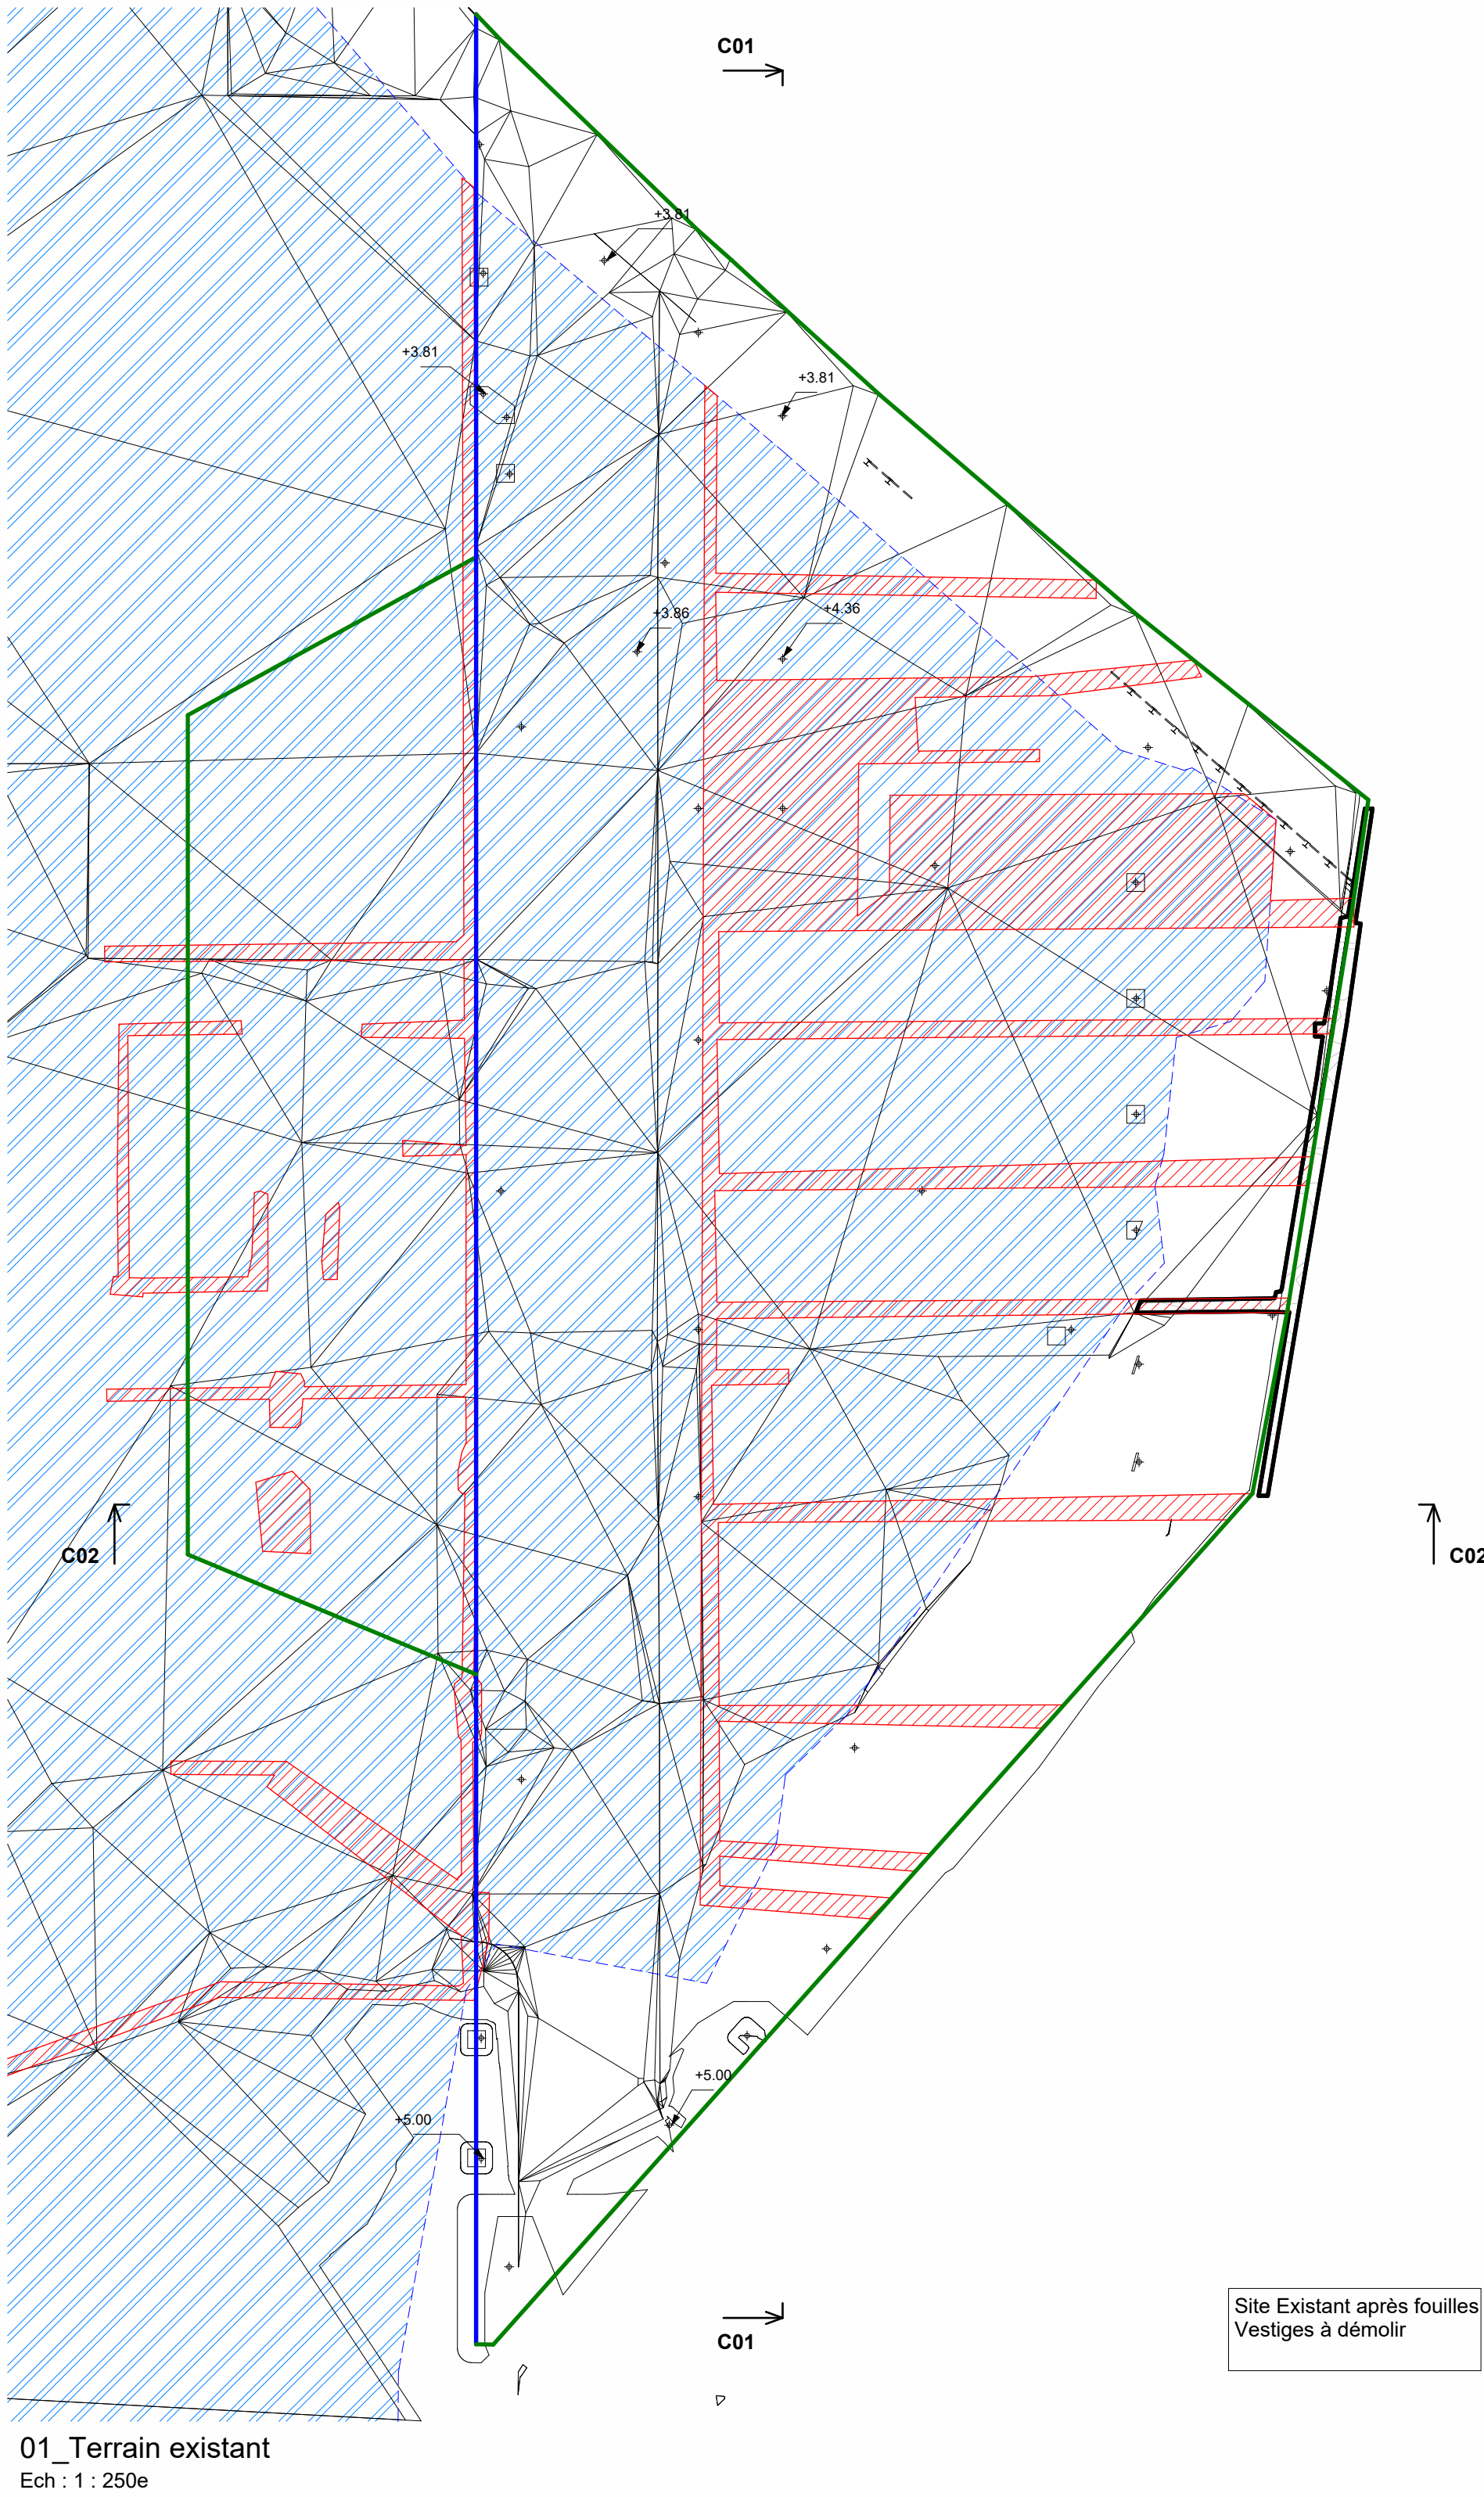 C01
+3.81
+3.81
+3.81
+3.86
+4.36
C02
C02
+5.00
+5.00
Site Existant après fouilles
Vestiges à démolir
C01
01_Terrain existant
Ech : 1 : 250e